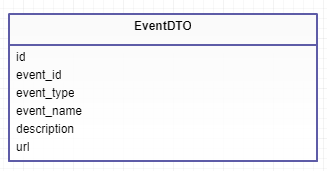 EventDTO
id
event_id
event_type
event_name
description
url